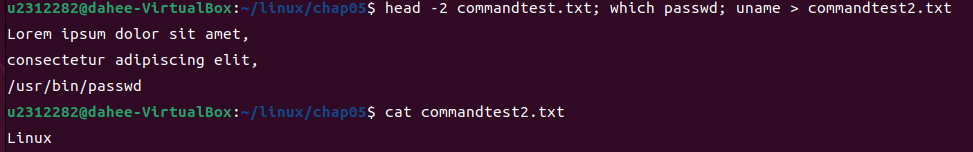 u2312282@dahee-VirtualBox:~/linux/chap05$ head -2 commandtest.txt; which passwd; uname > commandtest2.txt
Lorem ipsum dolor sit amet,
consectetur adipiscing elit,
/usr/bin/passwd
u2312282@dahee-VirtualBox:~/linux/chap05$ cat commandtest2.txt
Linux